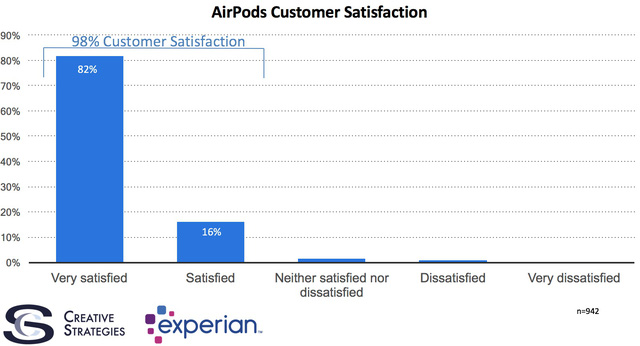 AirPods Customer Satisfaction
98% Customer Satisfaction
90%
80%
70%
60%
50%
40%
30%
20%
10%
0%
82%
16%
Very satisfied
Satisfied
Neither satisfied nor
dissatisfied
Dissatisfied
Very dissatisfied
n=942
CREATIVE
STRATEGIES
experian™